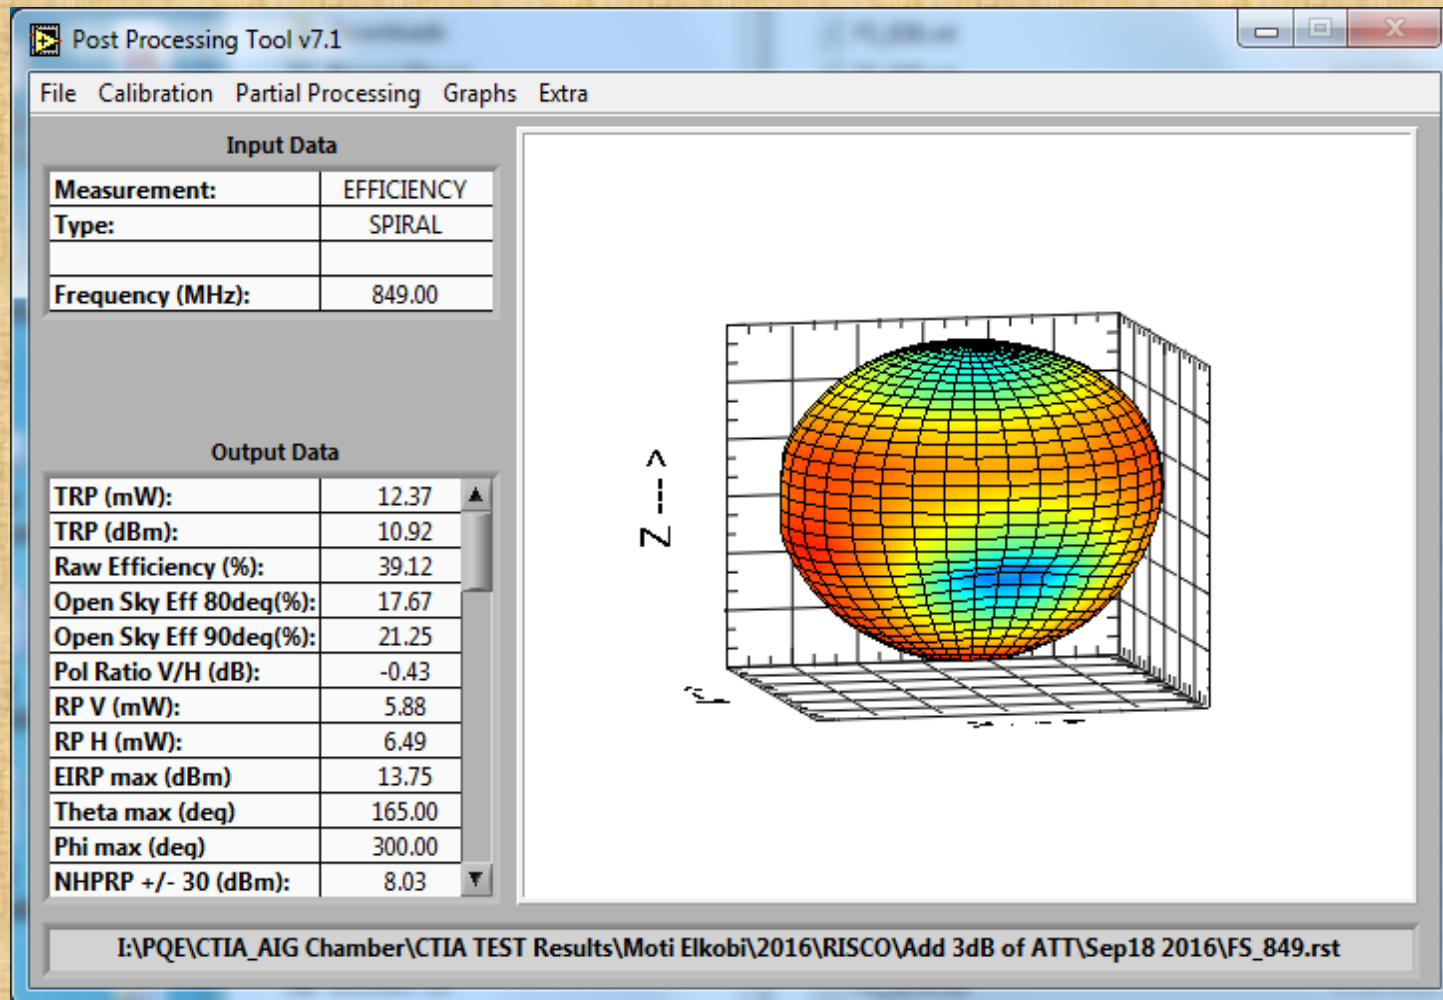 Post Processing Tool v7.1
File Calibration Partial Processing Graphs Extra
Input Data
Measurement: EFFICIENCY
Type: SPIRAL
Frequency (MHz): 849.00
Output Data
TRP (mW): 12.37
TRP (dBm): 10.92
Raw Efficiency (%): 39.12
Open Sky Eff 80deg(%): 17.67
Open Sky Eff 90deg(%): 21.25
Pol Ratio V/H (dB): -0.43
RP V (mW): 5.88
RP H (mW): 6.49
EIRP max (dBm) 13.75
Theta max (deg) 165.00
Phi max (deg) 300.00
NHPRP +/- 30 (dBm): 8.03
Z --->
I:\PQE\CTIA_AIG Chamber\CTIA TEST Results\Moti Elkobi\2016\RISCO\Add 3dB of ATT\Sep18 2016\FS_849.rst